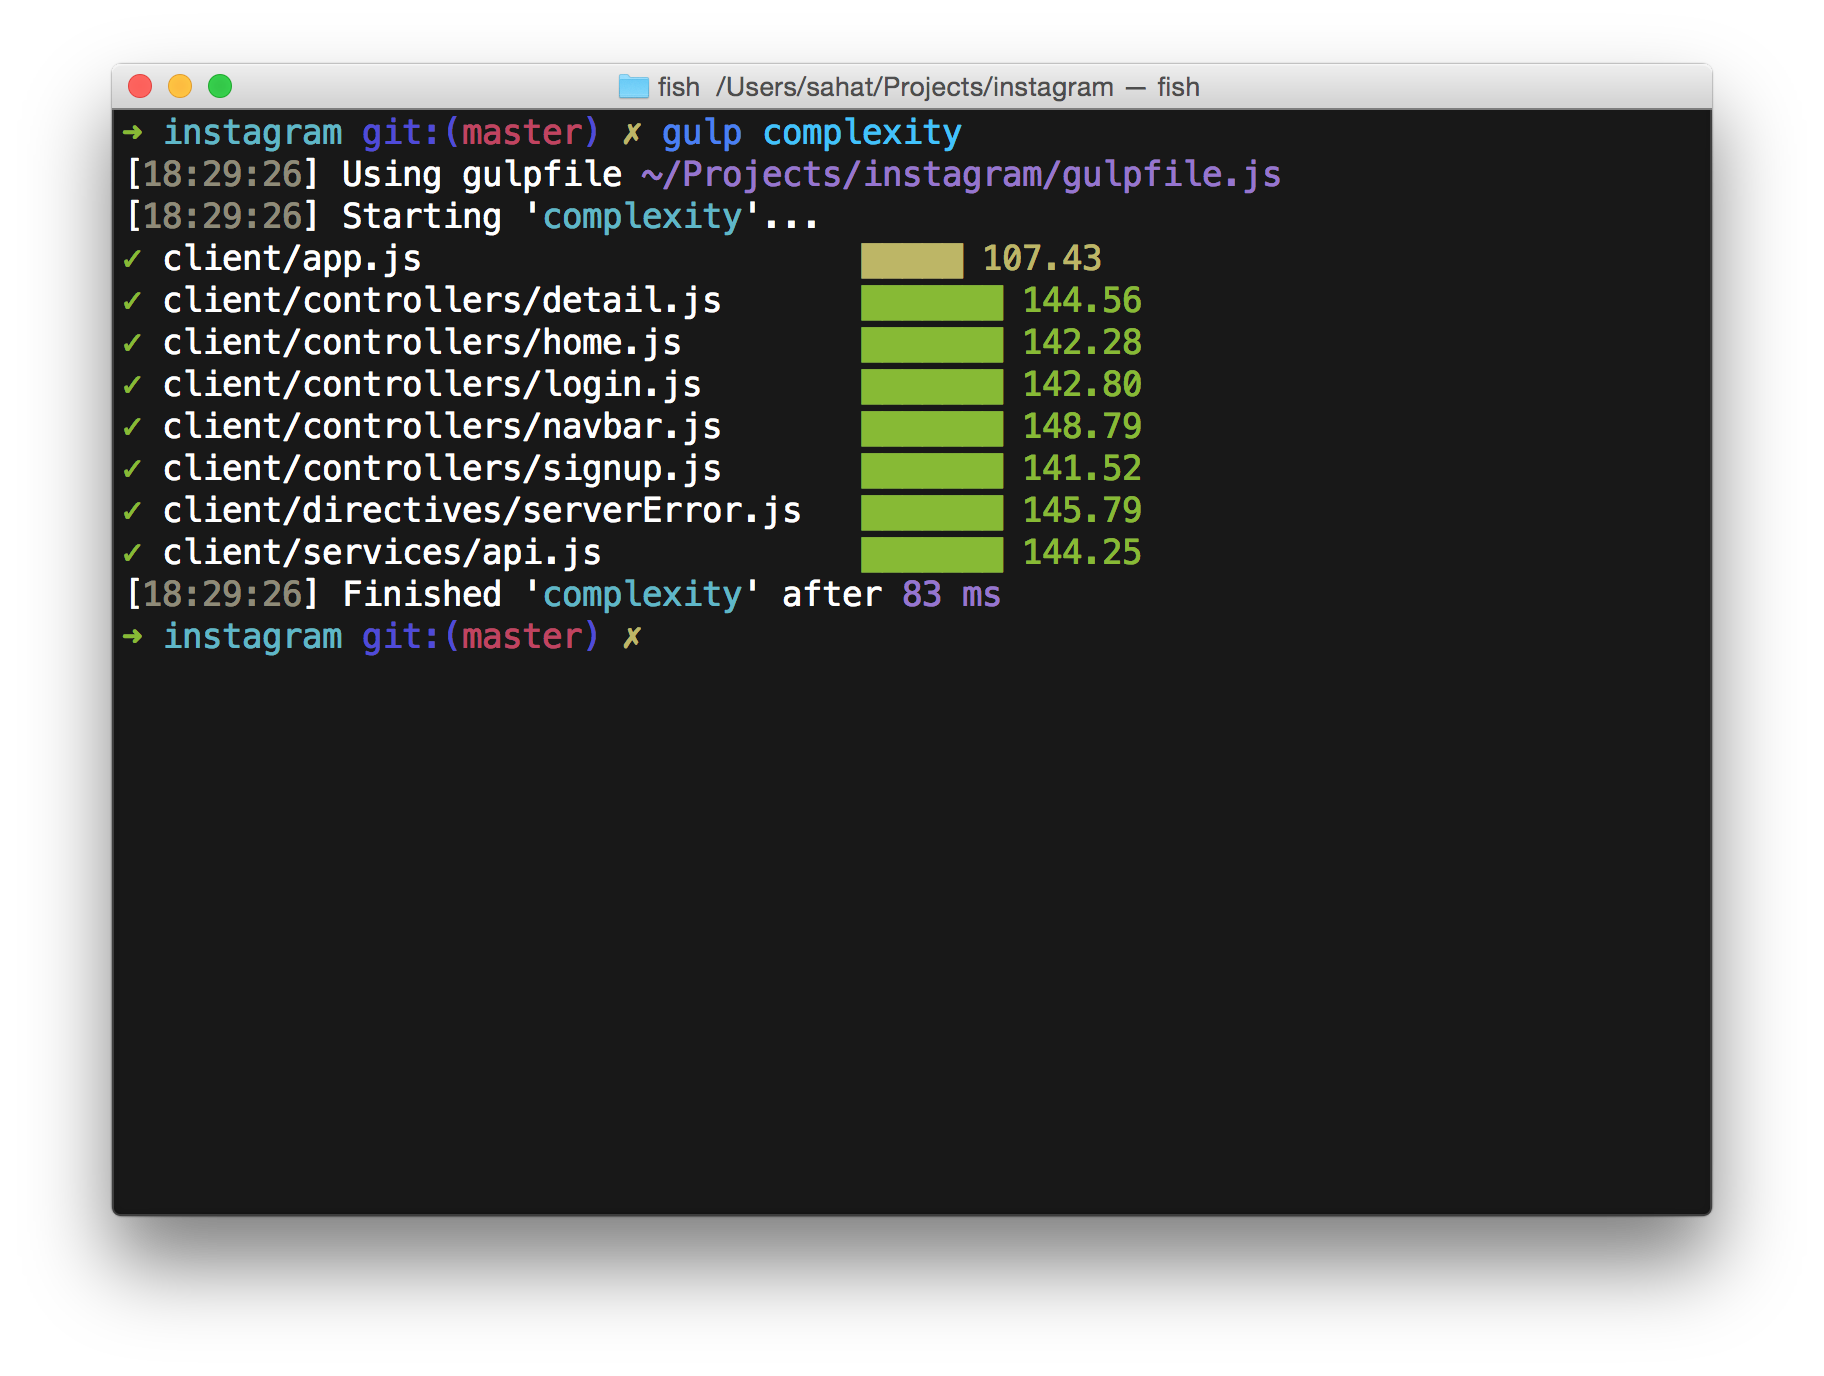 fish /Users/sahat/Projects/instagram — fish
➜ instagram git:(master) ✗ gulp complexity
[18:29:26] Using gulpfile ~/Projects/instagram/gulpfile.js
[18:29:26] Starting 'complexity'...
✓ client/app.js 107.43
✓ client/controllers/detail.js 144.56
✓ client/controllers/home.js 142.28
✓ client/controllers/login.js 142.80
✓ client/controllers/navbar.js 148.79
✓ client/controllers/signup.js 141.52
✓ client/directives/serverError.js 145.79
✓ client/services/api.js 144.25
[18:29:26] Finished 'complexity' after 83 ms
➜ instagram git:(master) ✗